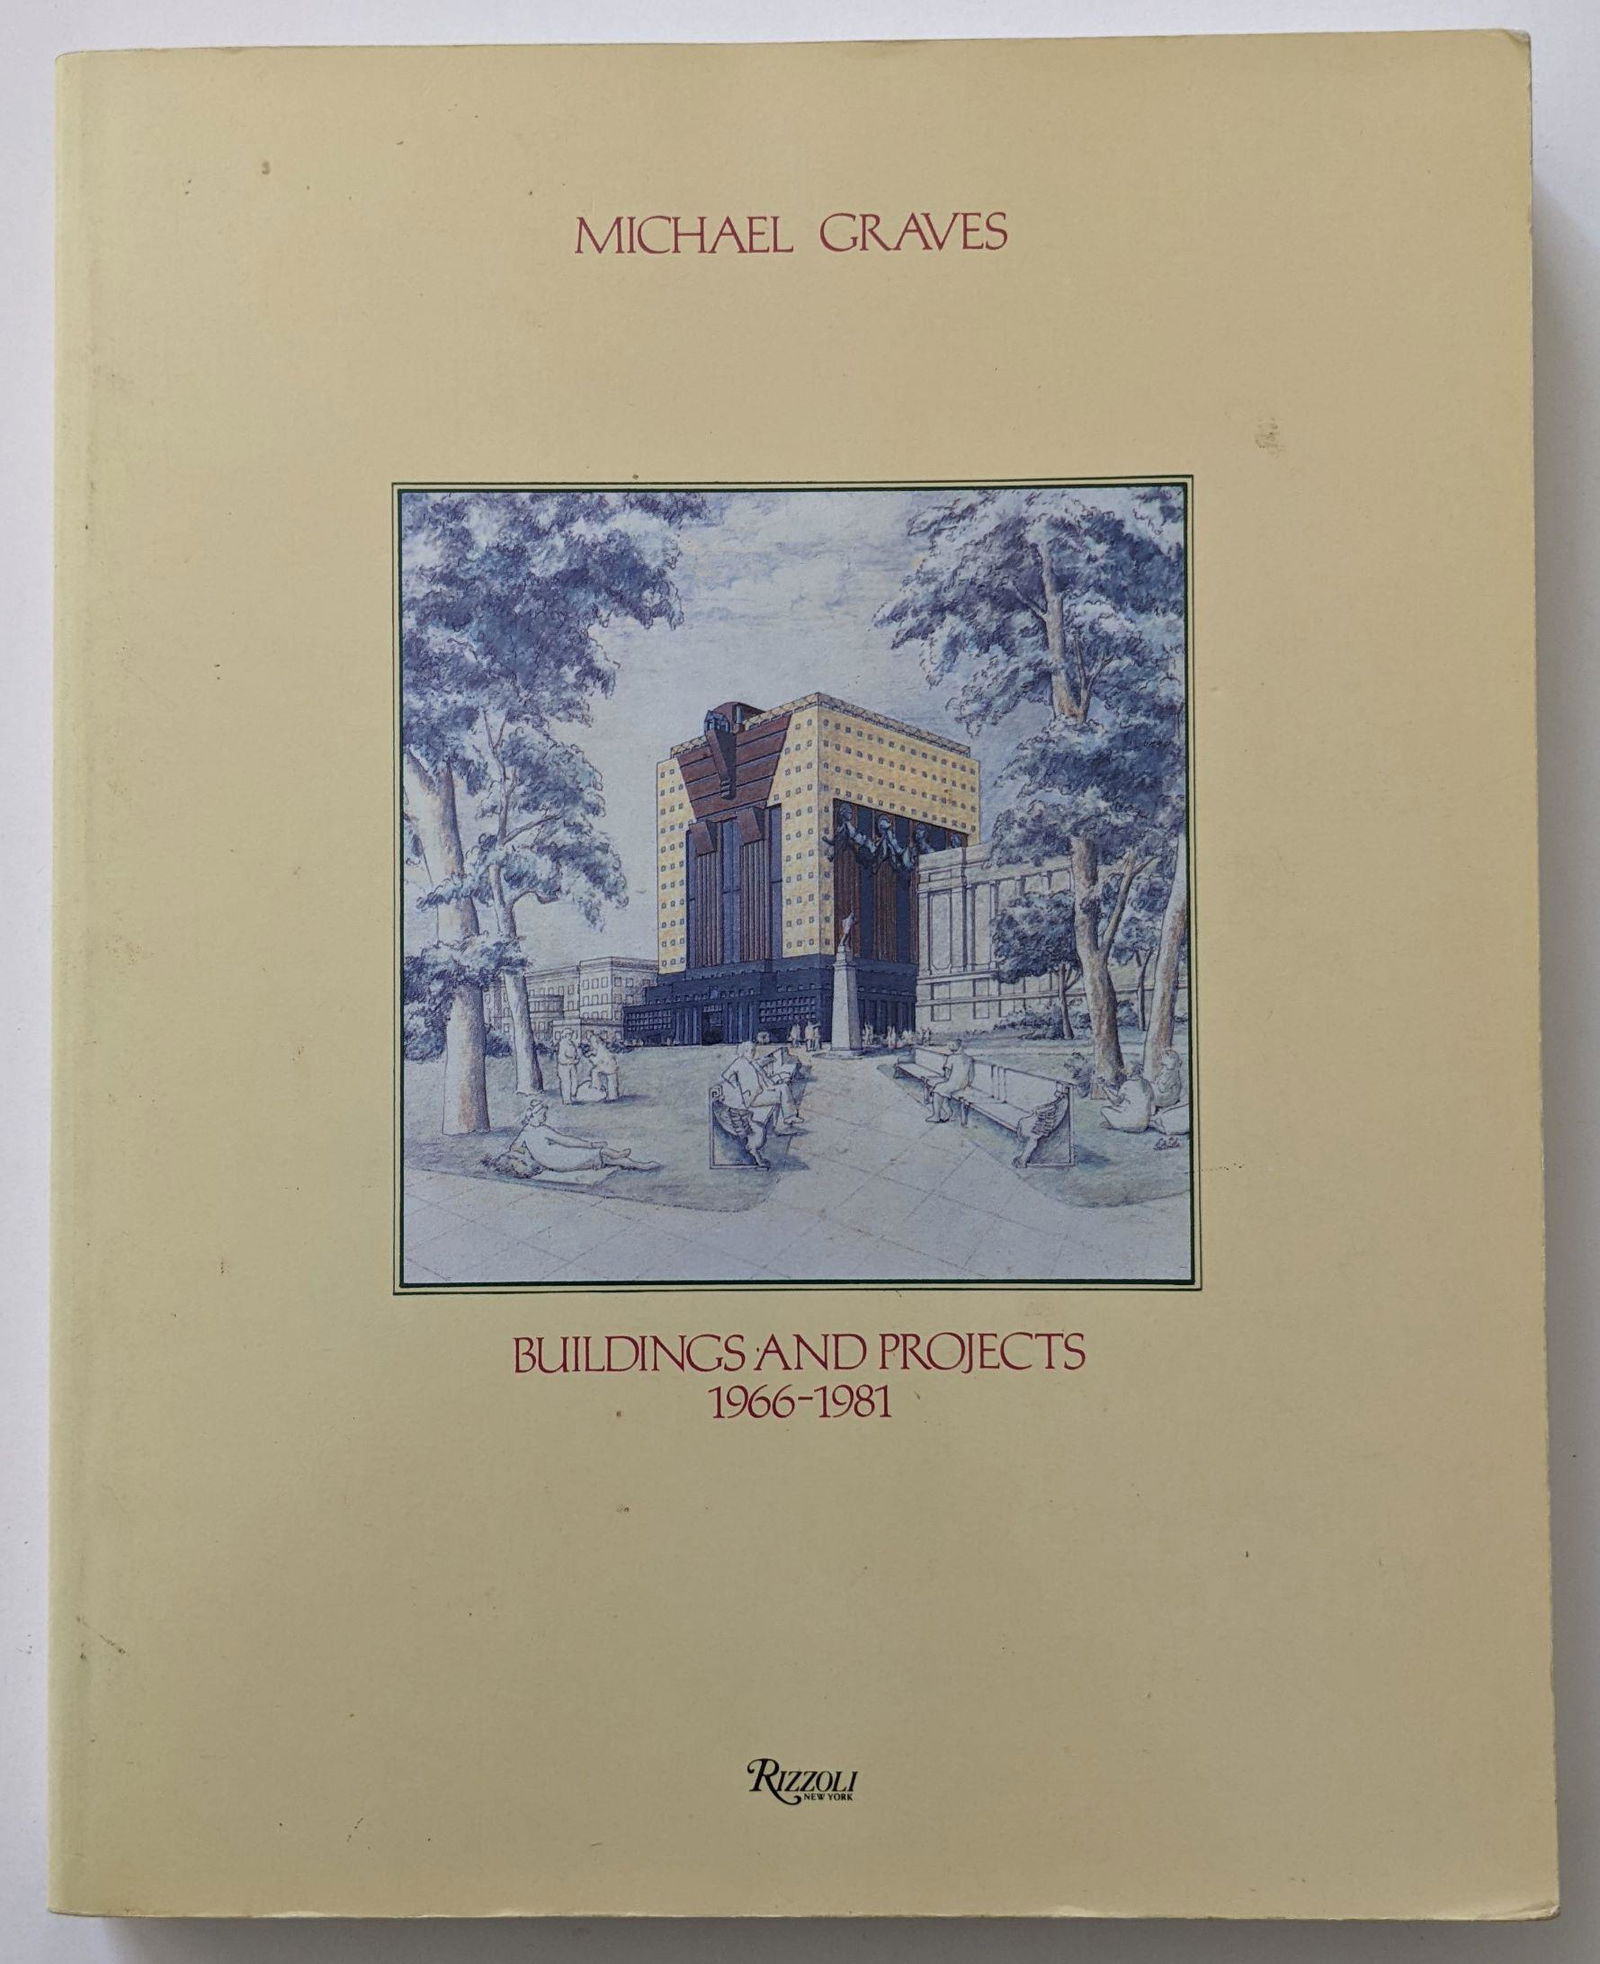 MICHAEL GRAVES
BUILDINGS AND PROJECTS
1966-1981
RIZZOLI
NEW YORK